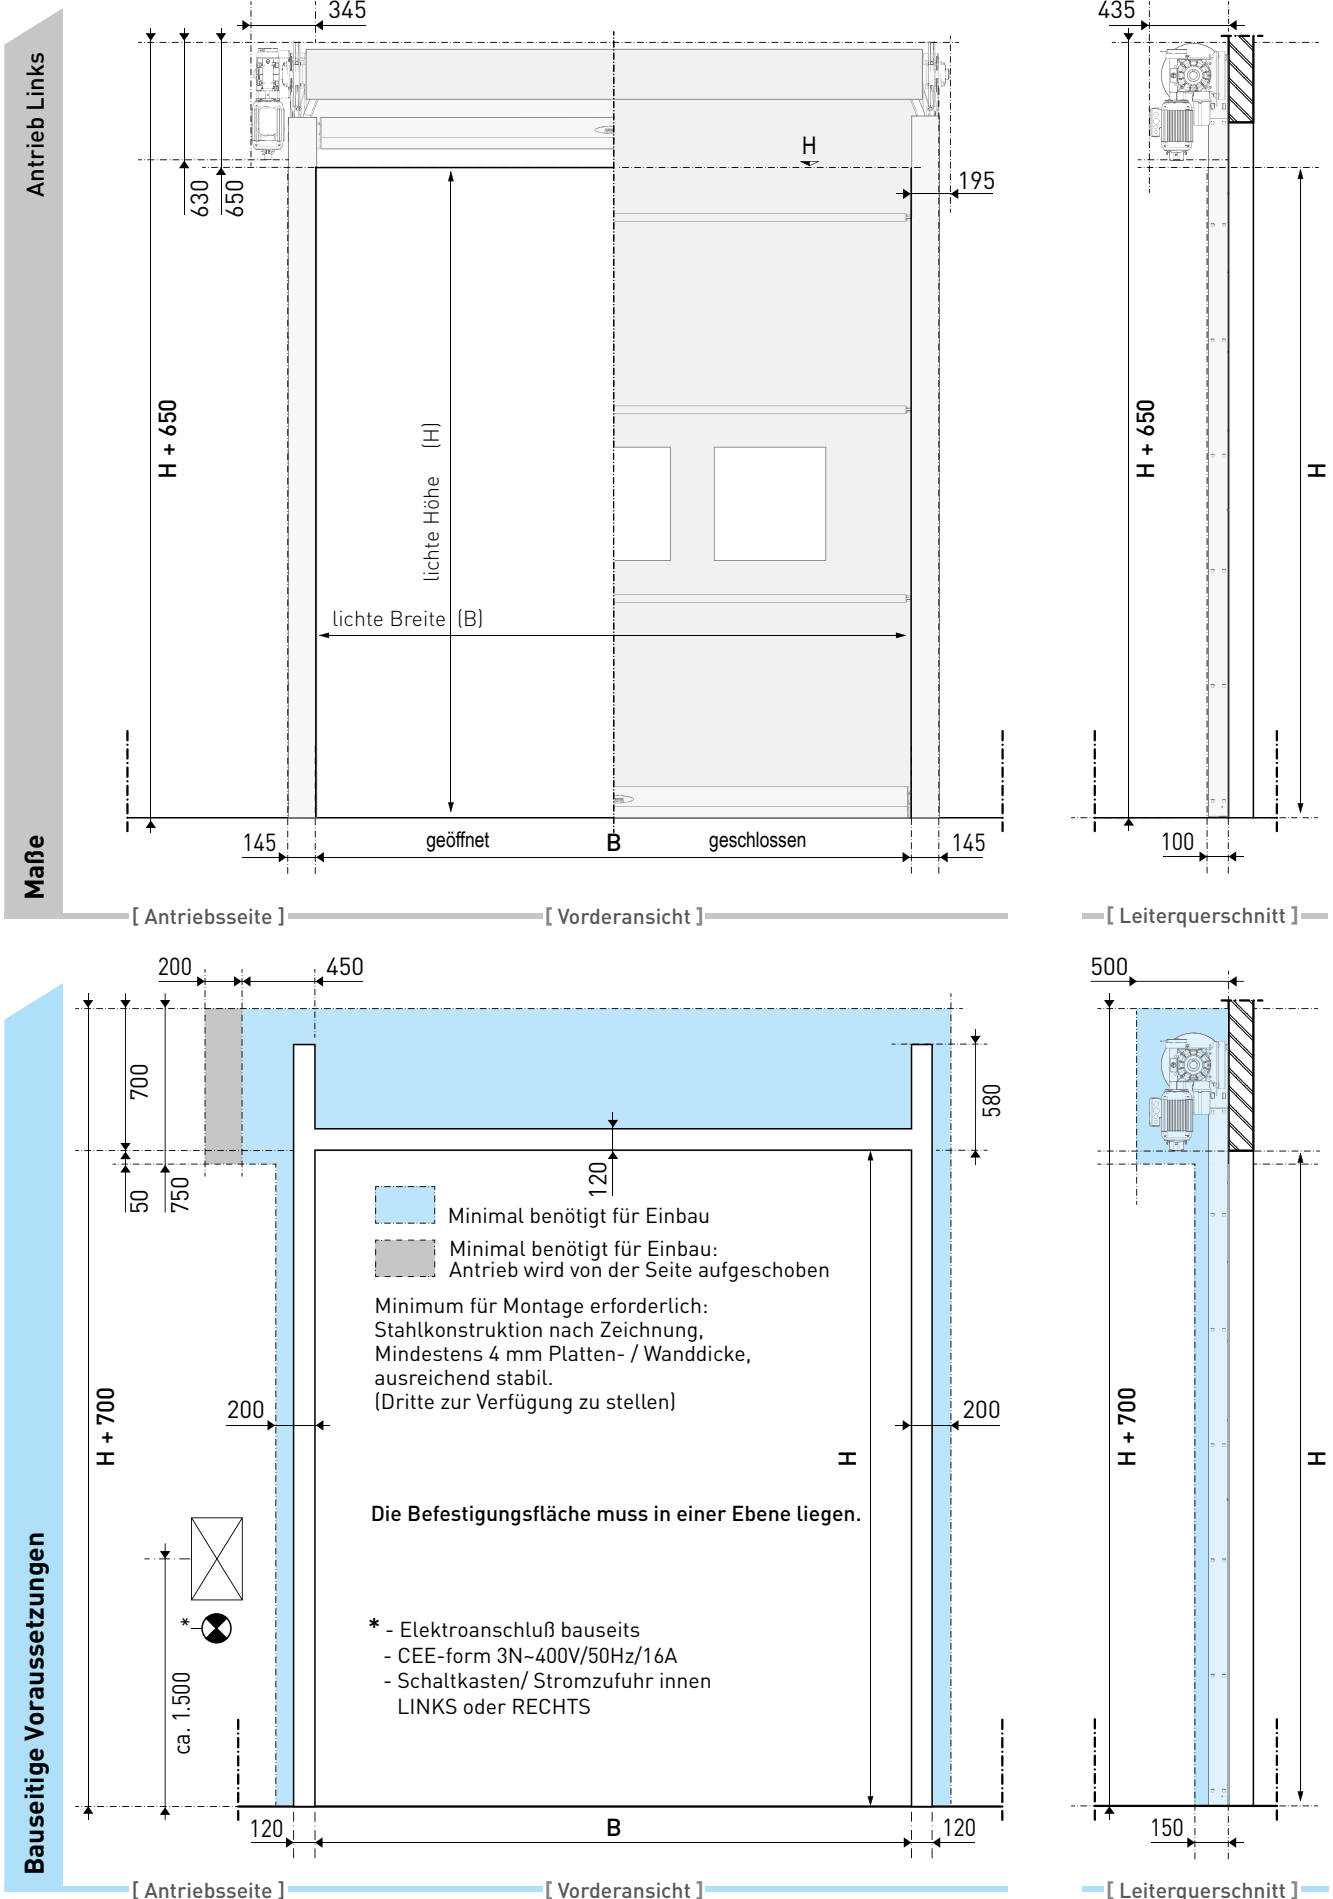 Antrieb Links
Maße
345
435
H
195
630
650
H + 650
lichte Höhe (H)
lichte Breite (B)
H + 650
H
145
geöffnet
B
geschlossen
145
100
[ Antriebsseite ]
[ Vorderansicht ]
[ Leiterquerschnitt ]
Bauseitige Voraussetzungen
200
450
500
700
580
50
750
120
Minimal benötigt für Einbau
Minimal benötigt für Einbau:
Antrieb wird von der Seite aufgeschoben
Minimum für Montage erforderlich:
Stahlkonstruktion nach Zeichnung,
Mindestens 4 mm Platten- / Wanddicke,
ausreichend stabil.
(Dritte zur Verfügung zu stellen)
200
200
H + 700
H
H + 700
H
Die Befestigungsfläche muss in einer Ebene liegen.
*
ca. 1.500
* - Elektroanschluß bauseits
- CEE-form 3N~400V/50Hz/16A
- Schaltkasten/ Stromzufuhr innen
LINKS oder RECHTS
120
B
120
150
[ Antriebsseite ]
[ Vorderansicht ]
[ Leiterquerschnitt ]